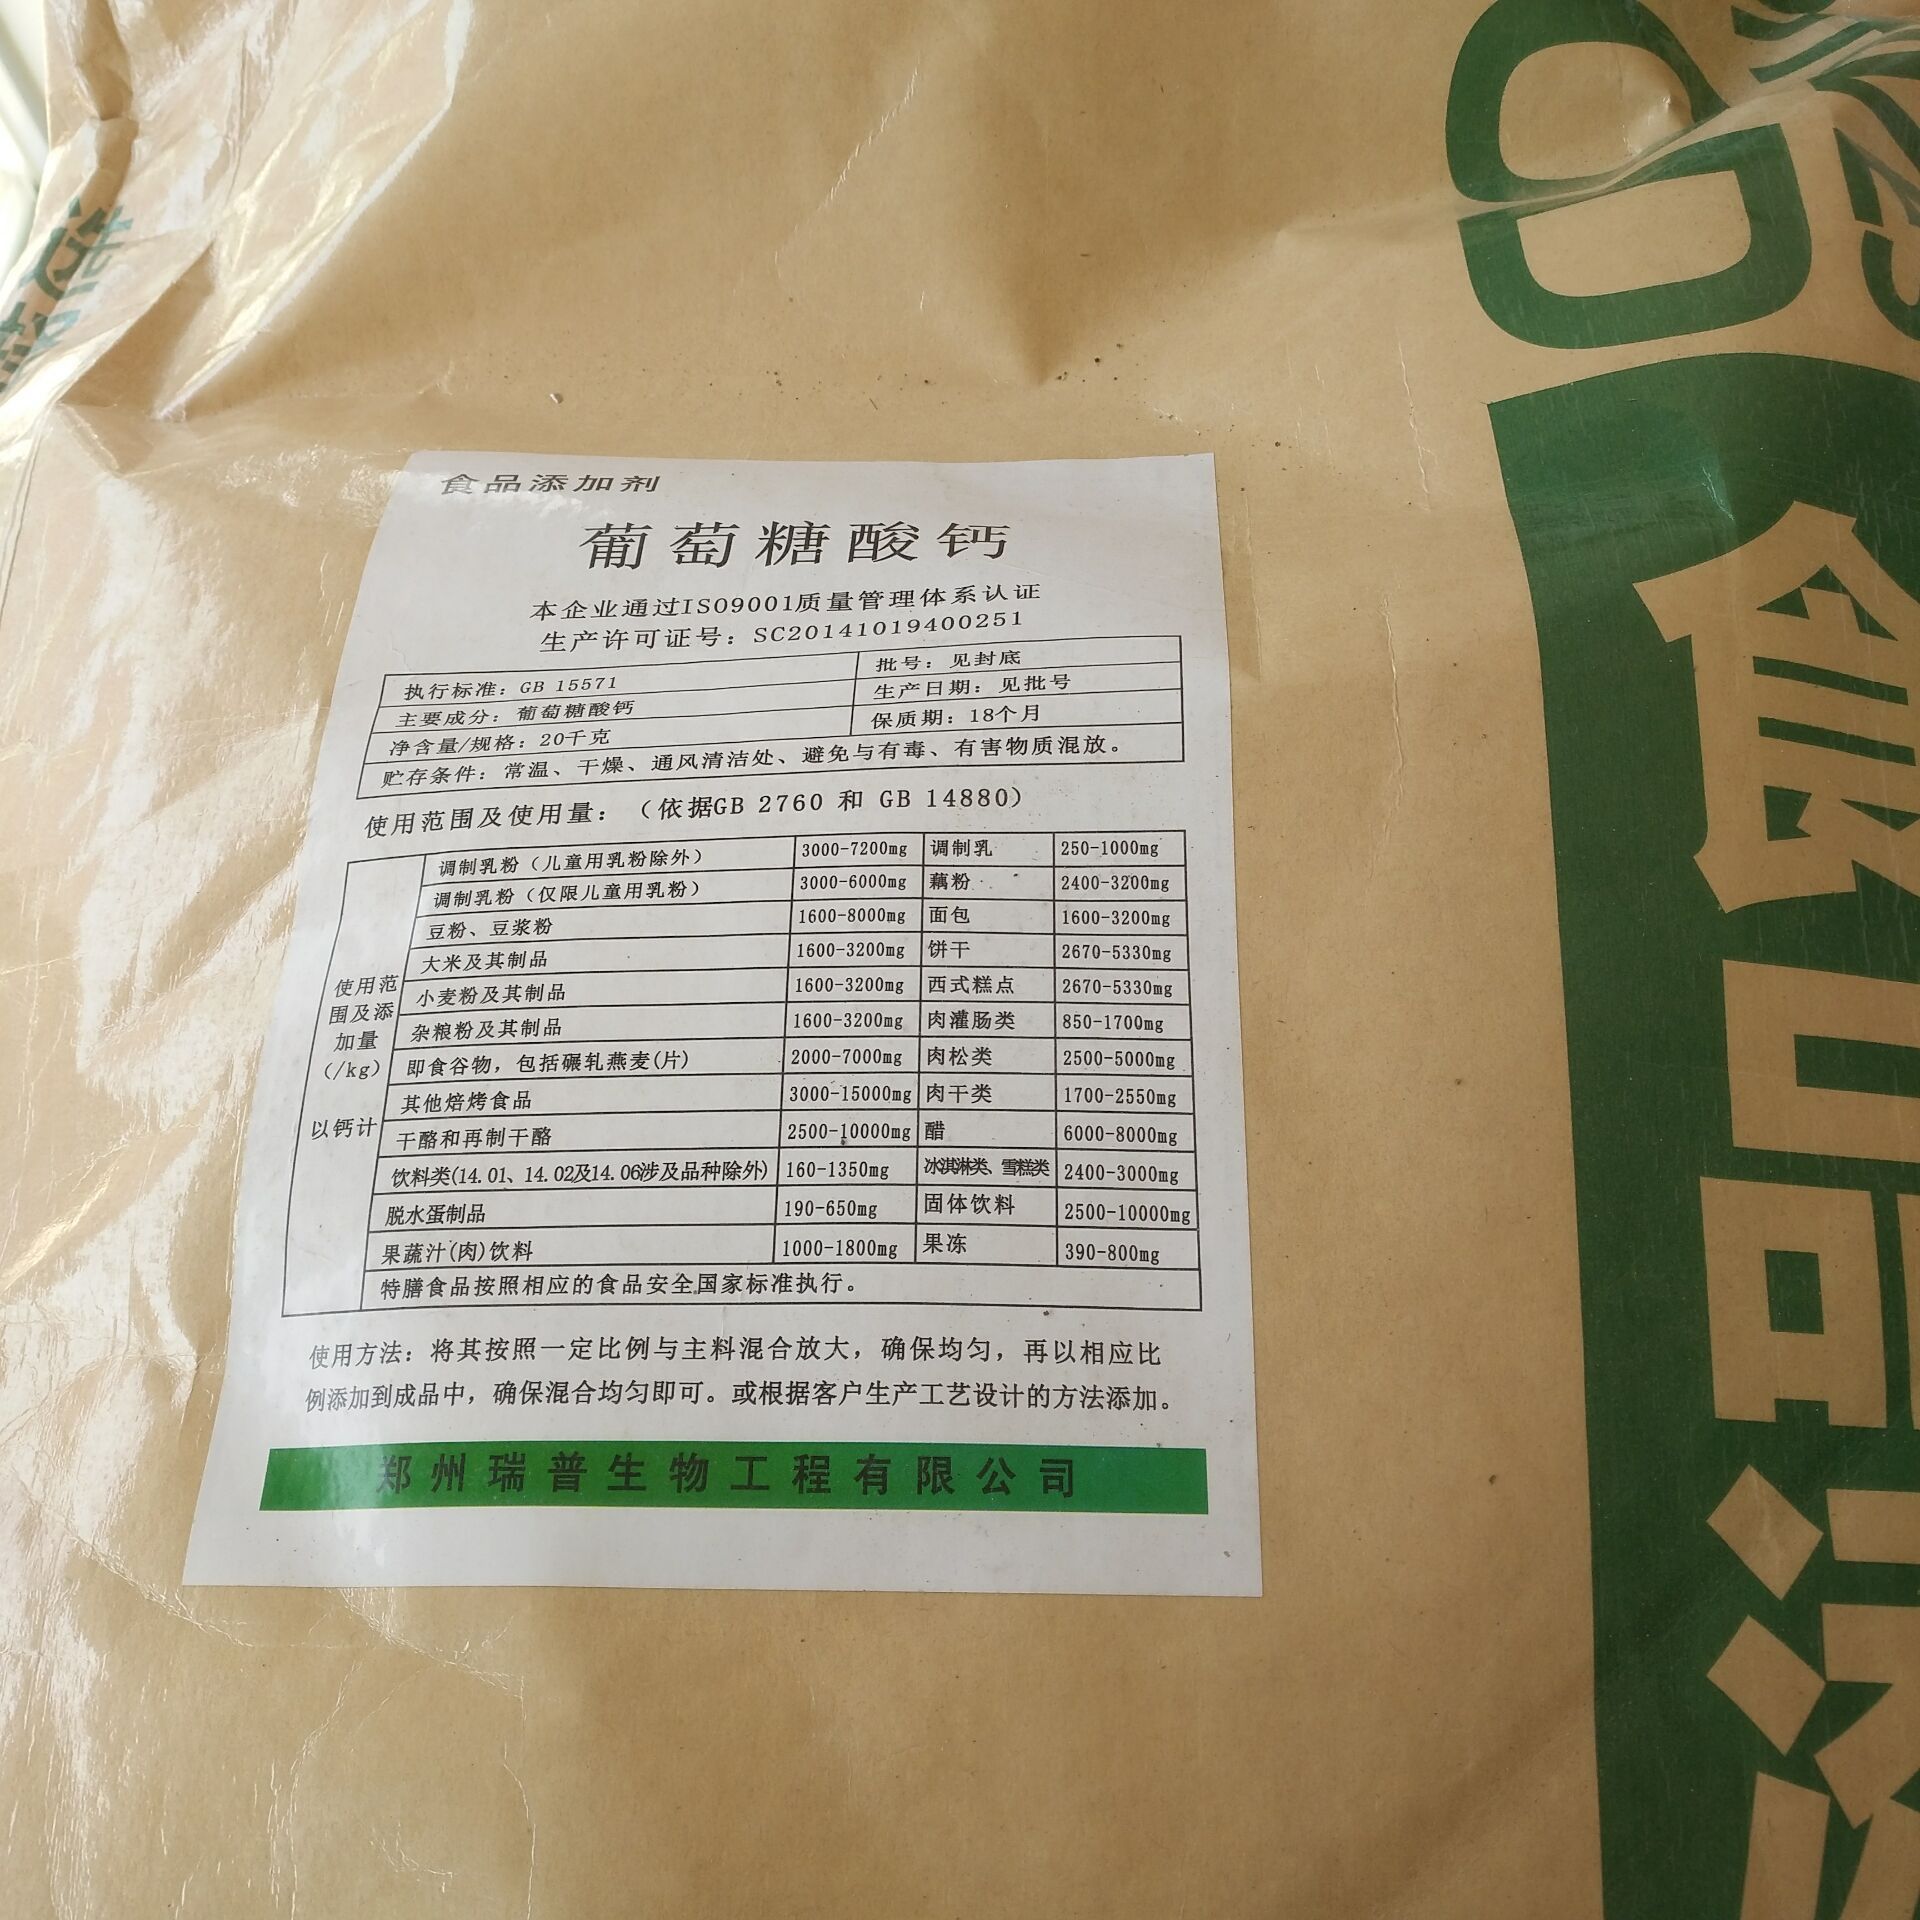 食品添加剂
葡萄糖酸钙
本企业通过ISO9001质量管理体系认证
生产许可证号：SC20141019400251
执行标准：GB 15571 批号：见封底
主要成分：葡萄糖酸钙 生产日期：见批号
净含量/规格：20千克 保质期：18个月
贮存条件：常温、干燥、通风清洁处、避免与有毒、有害物质混放。
使用范围及使用量：（依据GB 2760 和 GB 14880）
使用范围及添加量(/kg) 以钙计
调制乳粉（儿童用乳粉除外） 3000-7200mg 调制乳 250-1000mg
调制乳粉（仅限儿童用乳粉） 3000-6000mg 藕粉 2400-3200mg
豆粉、豆浆粉 1600-8000mg 面包 1600-3200mg
大米及其制品 1600-3200mg 饼干 2670-5330mg
小麦粉及其制品 1600-3200mg 西式糕点 2670-5330mg
杂粮粉及其制品 1600-3200mg 肉灌肠类 850-1700mg
即食谷物，包括碾轧燕麦(片) 2000-7000mg 肉松类 2500-5000mg
其他焙烤食品 3000-15000mg 肉干类 1700-2550mg
干酪和再制干酪 2500-10000mg 醋 6000-8000mg
饮料类(14.01、14.02及14.06涉及品种除外) 160-1350mg 冰淇淋类、雪糕类 2400-3000mg
脱水蛋制品 190-650mg 固体饮料 2500-10000mg
果蔬汁(肉)饮料 1000-1800mg 果冻 390-800mg
特膳食品按照相应的食品安全国家标准执行。
使用方法：将其按照一定比例与主料混合放大，确保均匀，再以相应比
例添加到成品中，确保混合均匀即可。或根据客户生产工艺设计的方法添加。
郑州瑞普生物工程有限公司
食品添